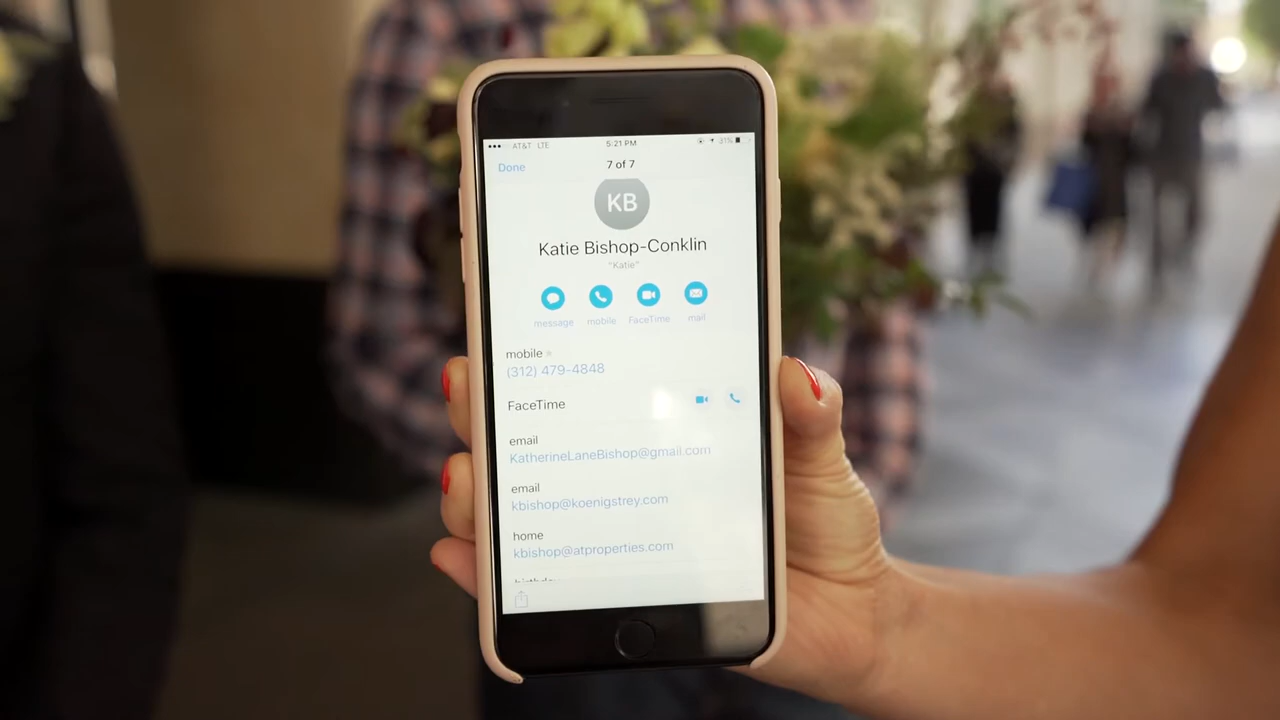 AT&T LTE 5:21 PM 31%
Done 7 of 7
KB
Katie Bishop-Conklin
"Katie"
message mobile FaceTime mail
mobile
(312) 479-4848
FaceTime
email
KatherineLaneBishop@gmail.com
email
kbishop@koenigstrey.com
home
kbishop@atproperties.com